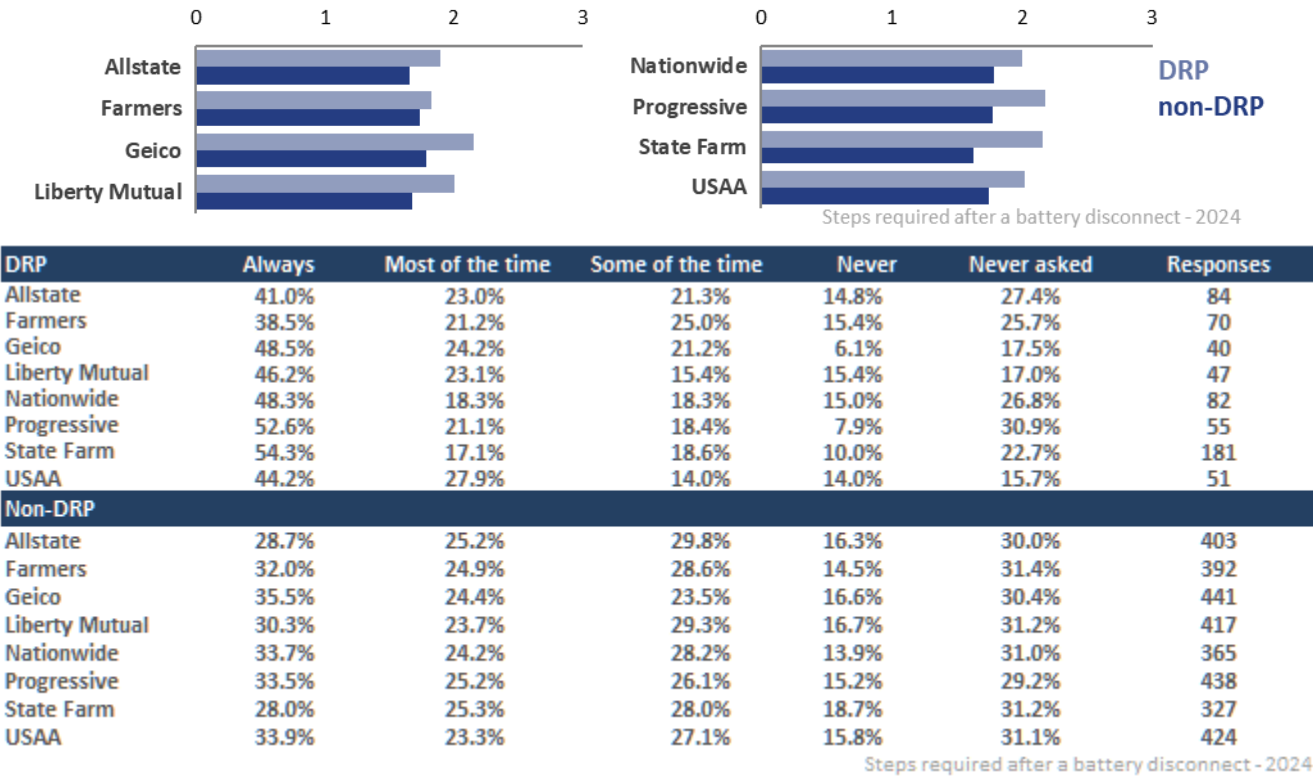 0 1 2 3
Allstate
Farmers
Geico
Liberty Mutual
0 1 2 3
Nationwide
Progressive
State Farm
USAA
DRP
non-DRP
Steps required after a battery disconnect - 2024
DRP Always Most of the time Some of the time Never Never asked Responses
Allstate 41.0% 23.0% 21.3% 14.8% 27.4% 84
Farmers 38.5% 21.2% 25.0% 15.4% 25.7% 70
Geico 48.5% 24.2% 21.2% 6.1% 17.5% 40
Liberty Mutual 46.2% 23.1% 15.4% 15.4% 17.0% 47
Nationwide 48.3% 18.3% 18.3% 15.0% 26.8% 82
Progressive 52.6% 21.1% 18.4% 7.9% 30.9% 55
State Farm 54.3% 17.1% 18.6% 10.0% 22.7% 181
USAA 44.2% 27.9% 14.0% 14.0% 15.7% 51
Non-DRP
Allstate 28.7% 25.2% 29.8% 16.3% 30.0% 403
Farmers 32.0% 24.9% 28.6% 14.5% 31.4% 392
Geico 35.5% 24.4% 23.5% 16.6% 30.4% 441
Liberty Mutual 30.3% 23.7% 29.3% 16.7% 31.2% 417
Nationwide 33.7% 24.2% 28.2% 13.9% 31.0% 365
Progressive 33.5% 25.2% 26.1% 15.2% 29.2% 438
State Farm 28.0% 25.3% 28.0% 18.7% 31.2% 327
USAA 33.9% 23.3% 27.1% 15.8% 31.1% 424
Steps required after a battery disconnect - 2024